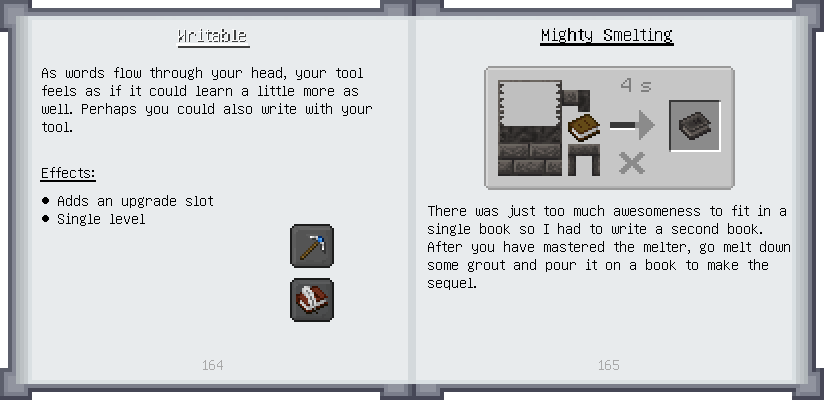 Writable
As words flow through your head, your tool
feels as if it could learn a little more as
well. Perhaps you could also write with your
tool.
Effects:
● Adds an upgrade slot
● Single level
164
Mighty Smelting
4 s
There was just too much awesomeness to fit in a
single book so I had to write a second book.
After you have mastered the melter, go melt down
some grout and pour it on a book to make the
sequel.
165